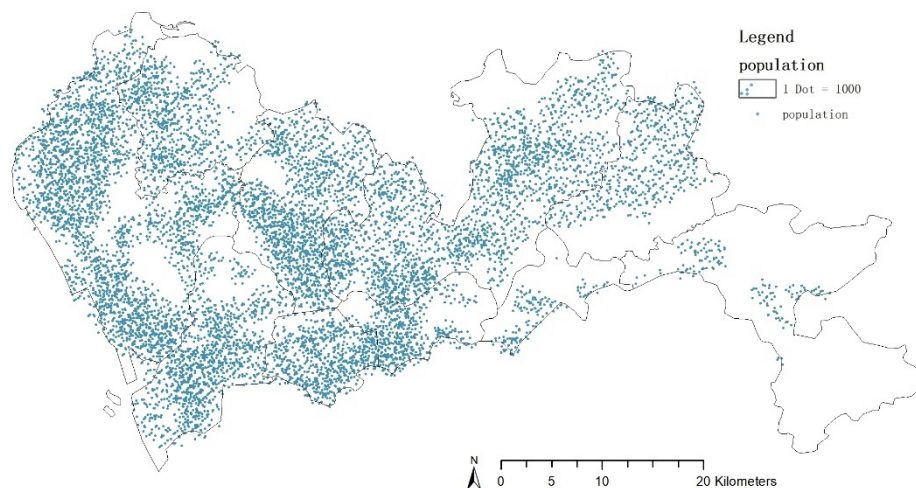 Legend
population
1 Dot = 1000
population
N
0 5 10 20 Kilometers